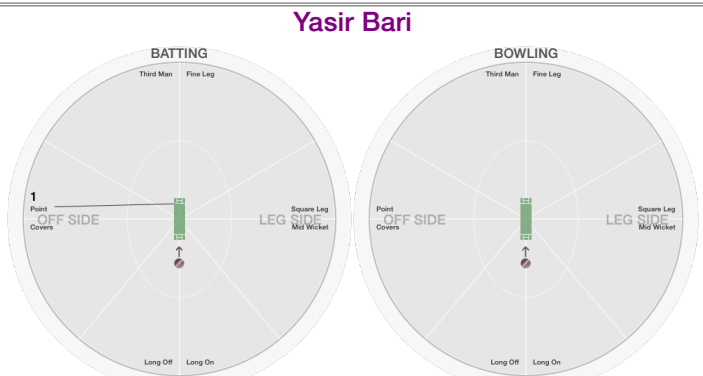 Yasir Bari
BATTING
Third Man Fine Leg
1
Point
OFF SIDE
Covers
Square Leg
LEG SIDE
Mid Wicket
Long Off Long On
BOWLING
Third Man Fine Leg
Point
OFF SIDE
Covers
Square Leg
LEG SIDE
Mid Wicket
Long Off Long On